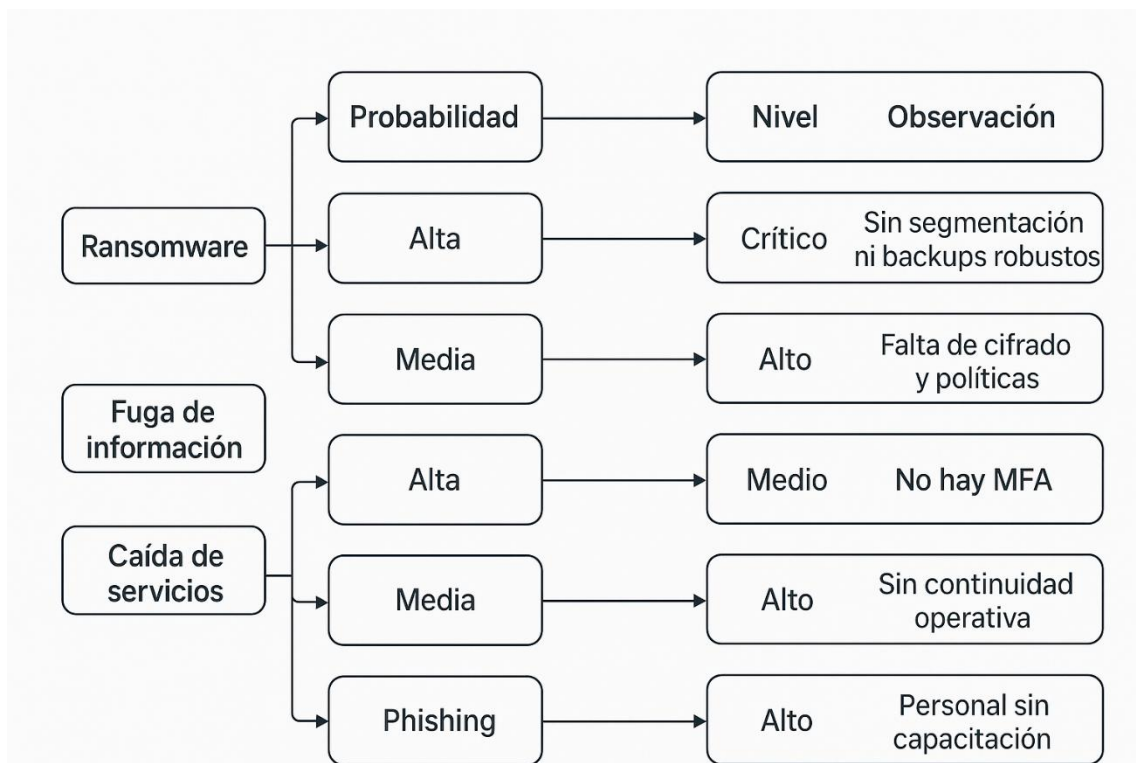 Probabilidad
Nivel Observación
Ransomware
Alta
Crítico
Sin segmentación
ni backups robustos
Media
Alto
Falta de cifrado
y políticas
Fuga de
información
Alta
Medio
No hay MFA
Caída de
servicios
Media
Alto
Sin continuidad
operativa
Phishing
Alto
Personal sin
capacitación